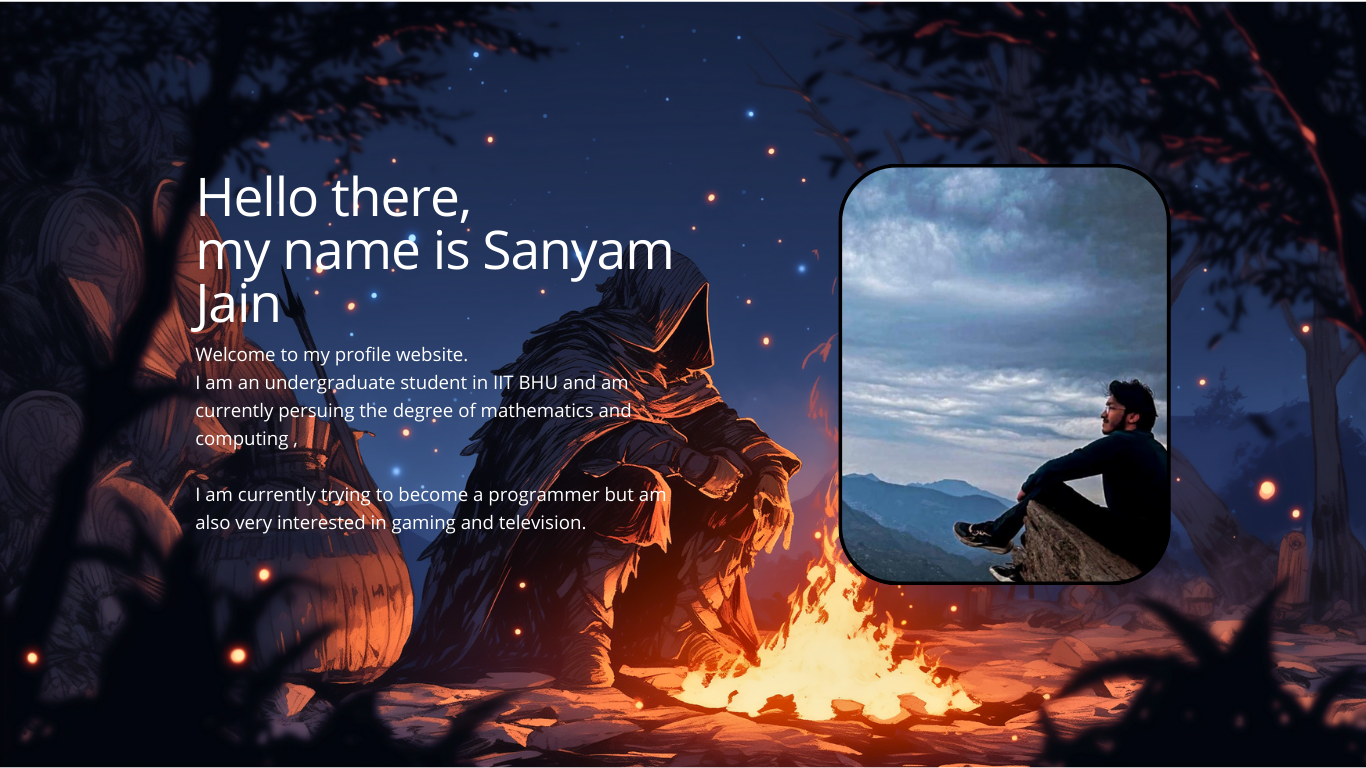 Hello there,
my name is Sanyam
Jain
Welcome to my profile website.
I am an undergraduate student in IIT BHU and am
currently persuing the degree of mathematics and
computing ,
I am currently trying to become a programmer but am
also very interested in gaming and television.